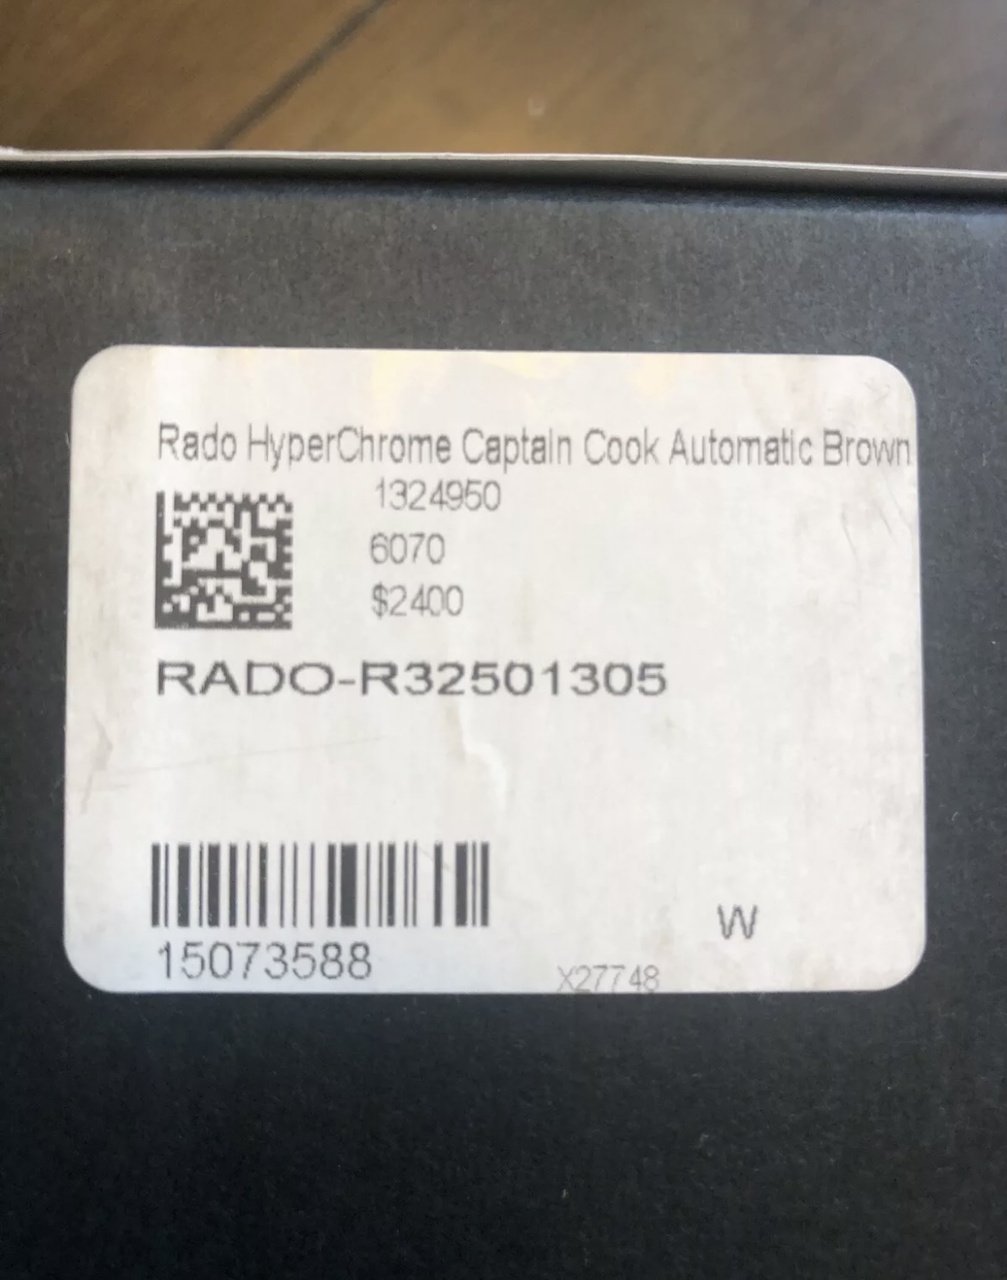 Rado HyperChrome Captain Cook Automatic Brown
1324950
6070
$2400
RADO-R32501305
15073588
W
X27748